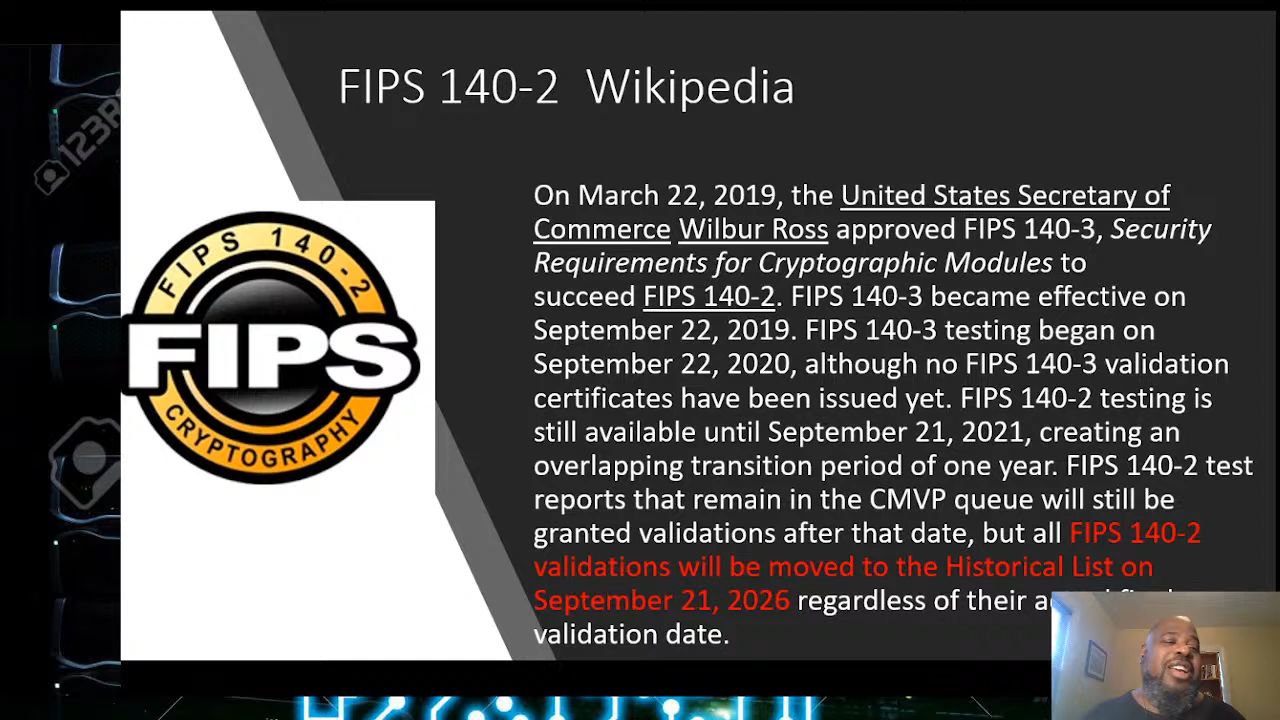 FIPS 140-2 Wikipedia
On March 22, 2019, the United States Secretary of
Commerce Wilbur Ross approved FIPS 140-3, Security
Requirements for Cryptographic Modules to
succeed FIPS 140-2. FIPS 140-3 became effective on
September 22, 2019. FIPS 140-3 testing began on
September 22, 2020, although no FIPS 140-3 validation
certificates have been issued yet. FIPS 140-2 testing is
still available until September 21, 2021, creating an
overlapping transition period of one year. FIPS 140-2 test
reports that remain in the CMVP queue will still be
granted validations after that date, but all FIPS 140-2
validations will be moved to the Historical List on
September 21, 2026 regardless of their
validation date.
FIPS 140-2
FIPS
CRYPTOGRAPHY